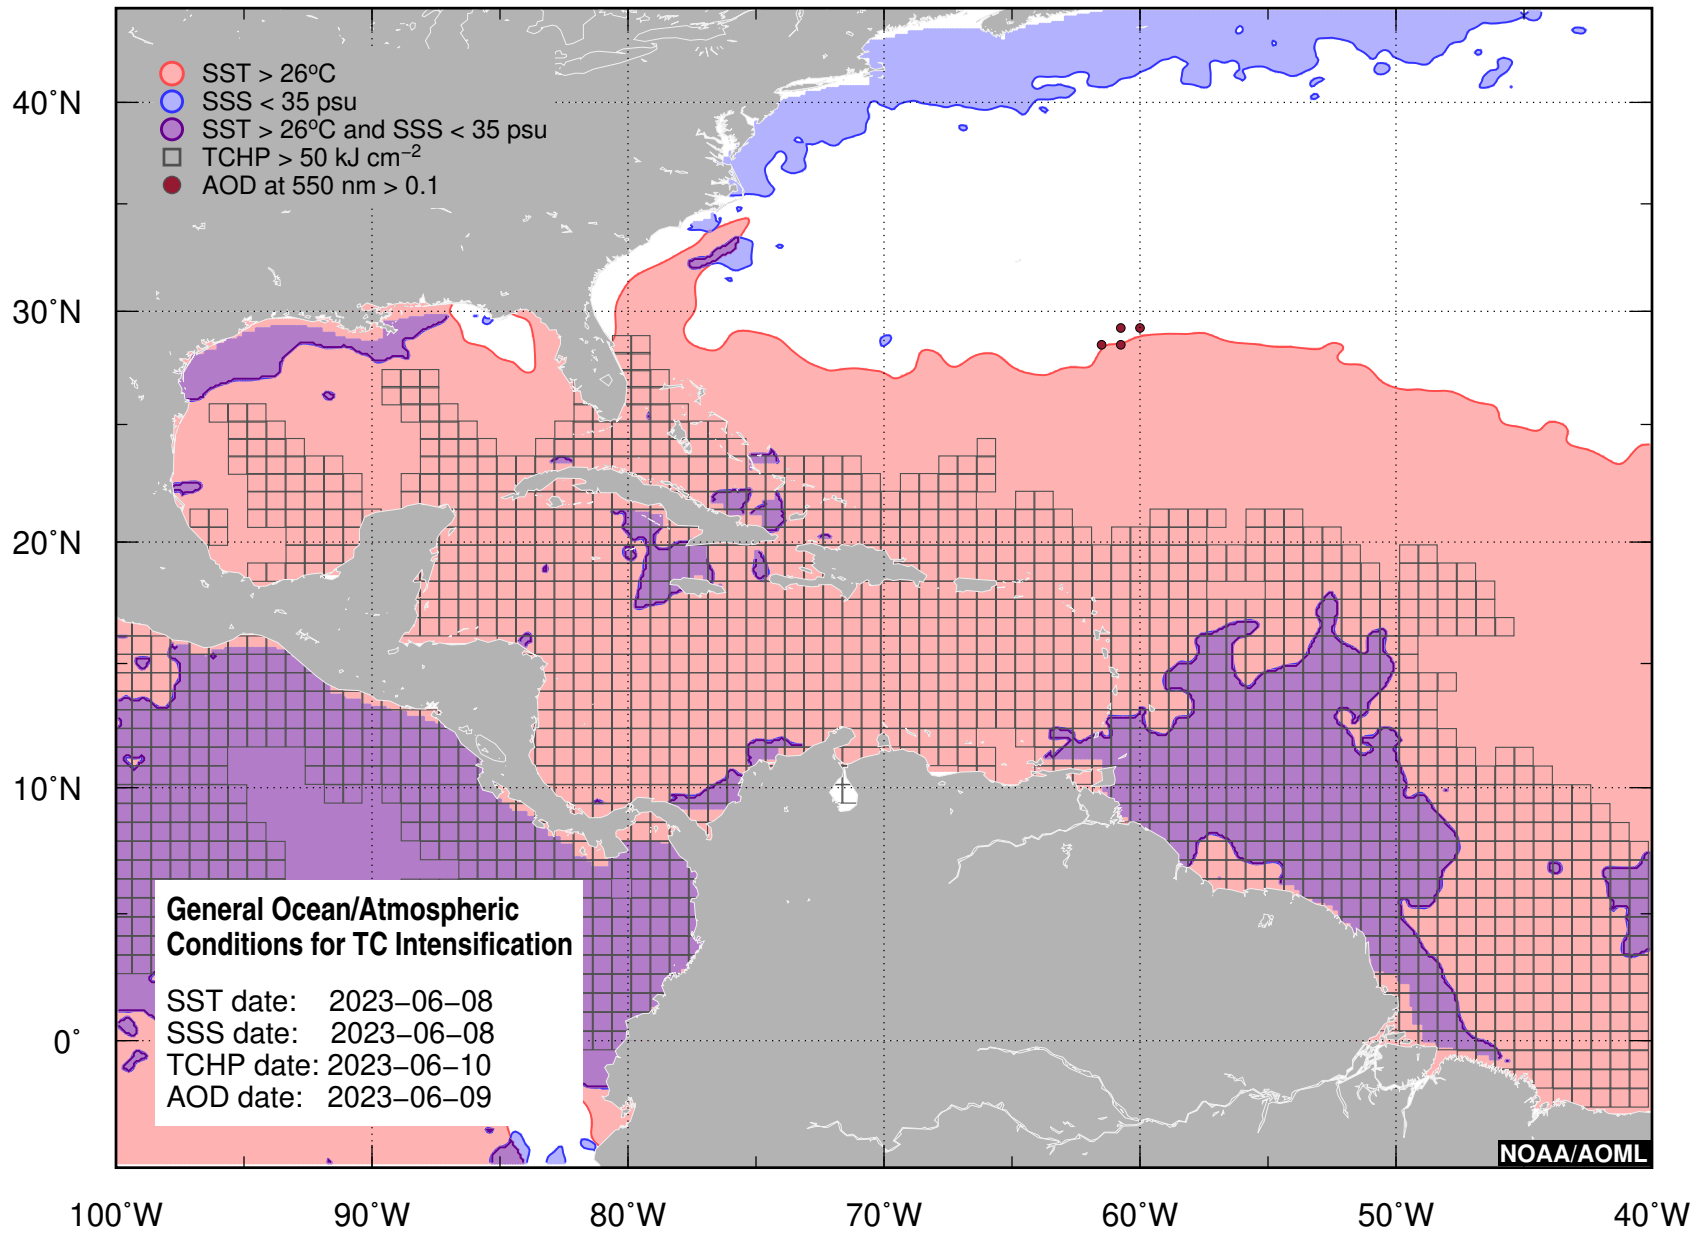 SST > 26°C
SSS < 35 psu
SST > 26°C and SSS < 35 psu
TCHP > 50 kJ cm⁻²
AOD at 550 nm > 0.1
40°N
30°N
20°N
10°N
0°
General Ocean/Atmospheric
Conditions for TC Intensification
SST date: 2023−06−08
SSS date: 2023−06−08
TCHP date: 2023−06−10
AOD date: 2023−06−09
NOAA/AOML
100°W 90°W 80°W 70°W 60°W 50°W 40°W